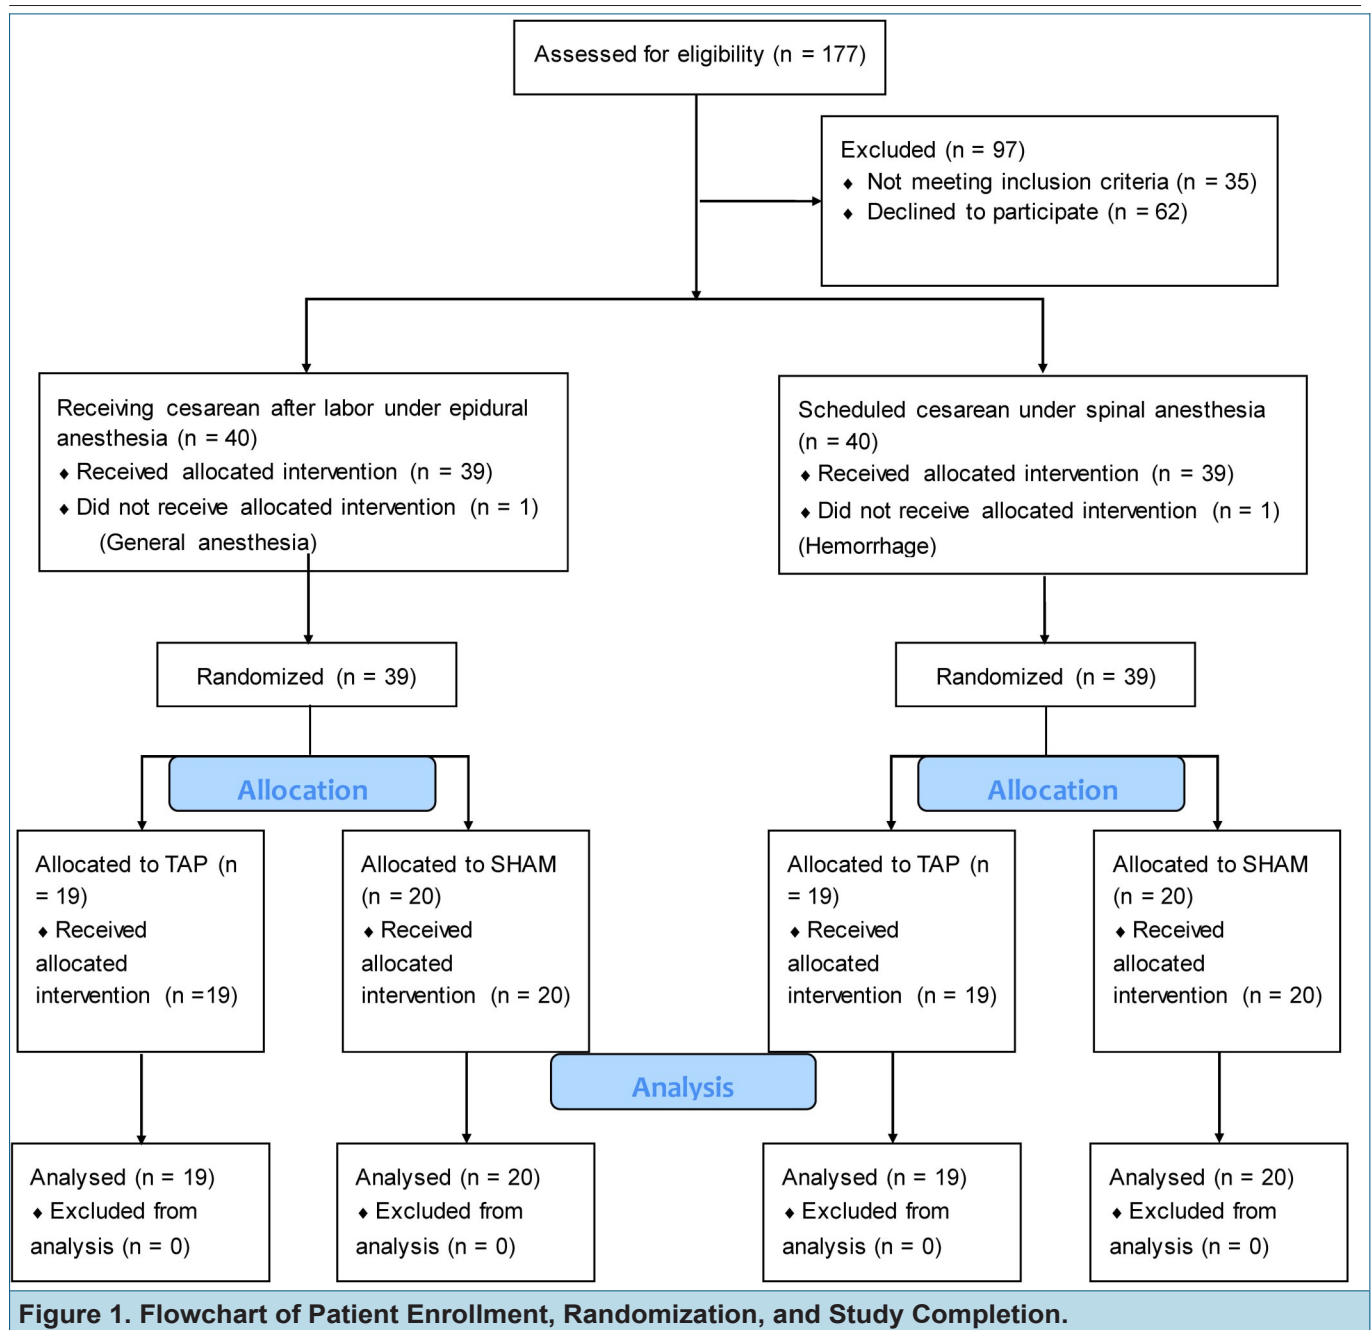 Assessed for eligibility (n = 177)
Excluded (n = 97)
♦ Not meeting inclusion criteria (n = 35)
♦ Declined to participate (n = 62)
Receiving cesarean after labor under epidural
anesthesia (n = 40)
♦ Received allocated intervention (n = 39)
♦ Did not receive allocated intervention (n = 1)
(General anesthesia)
Scheduled cesarean under spinal anesthesia
(n = 40)
♦ Received allocated intervention (n = 39)
♦ Did not receive allocated intervention (n = 1)
(Hemorrhage)
Randomized (n = 39)
Randomized (n = 39)
Allocation
Allocation
Allocated to TAP (n
= 19)
♦ Received
allocated
intervention (n =19)
Allocated to SHAM
(n = 20)
♦ Received
allocated
intervention (n = 20)
Allocated to TAP (n
= 19)
♦ Received
allocated
intervention (n = 19)
Allocated to SHAM
(n = 20)
♦ Received
allocated
intervention (n = 20)
Analysis
Analysed (n = 19)
♦ Excluded from
analysis (n = 0)
Analysed (n = 20)
♦ Excluded from
analysis (n = 0)
Analysed (n = 19)
♦ Excluded from
analysis (n = 0)
Analysed (n = 20)
♦ Excluded from
analysis (n = 0)
Figure 1. Flowchart of Patient Enrollment, Randomization, and Study Completion.